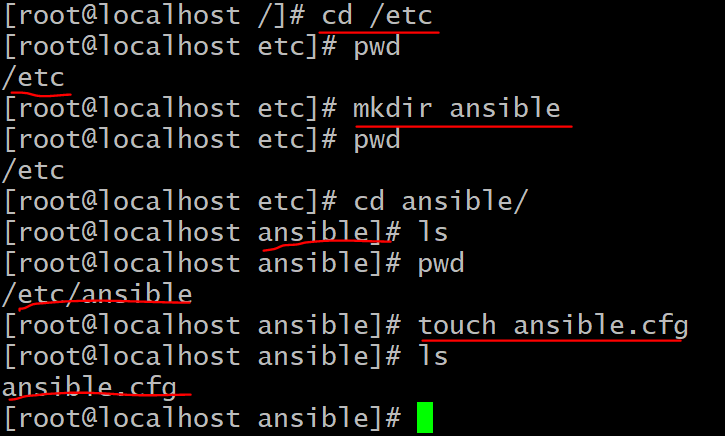 [root@localhost /]# cd /etc
[root@localhost etc]# pwd
/etc
[root@localhost etc]# mkdir ansible
[root@localhost etc]# pwd
/etc
[root@localhost etc]# cd ansible/
[root@localhost ansible]# ls
[root@localhost ansible]# pwd
/etc/ansible
[root@localhost ansible]# touch ansible.cfg
[root@localhost ansible]# ls
ansible.cfg
[root@localhost ansible]#